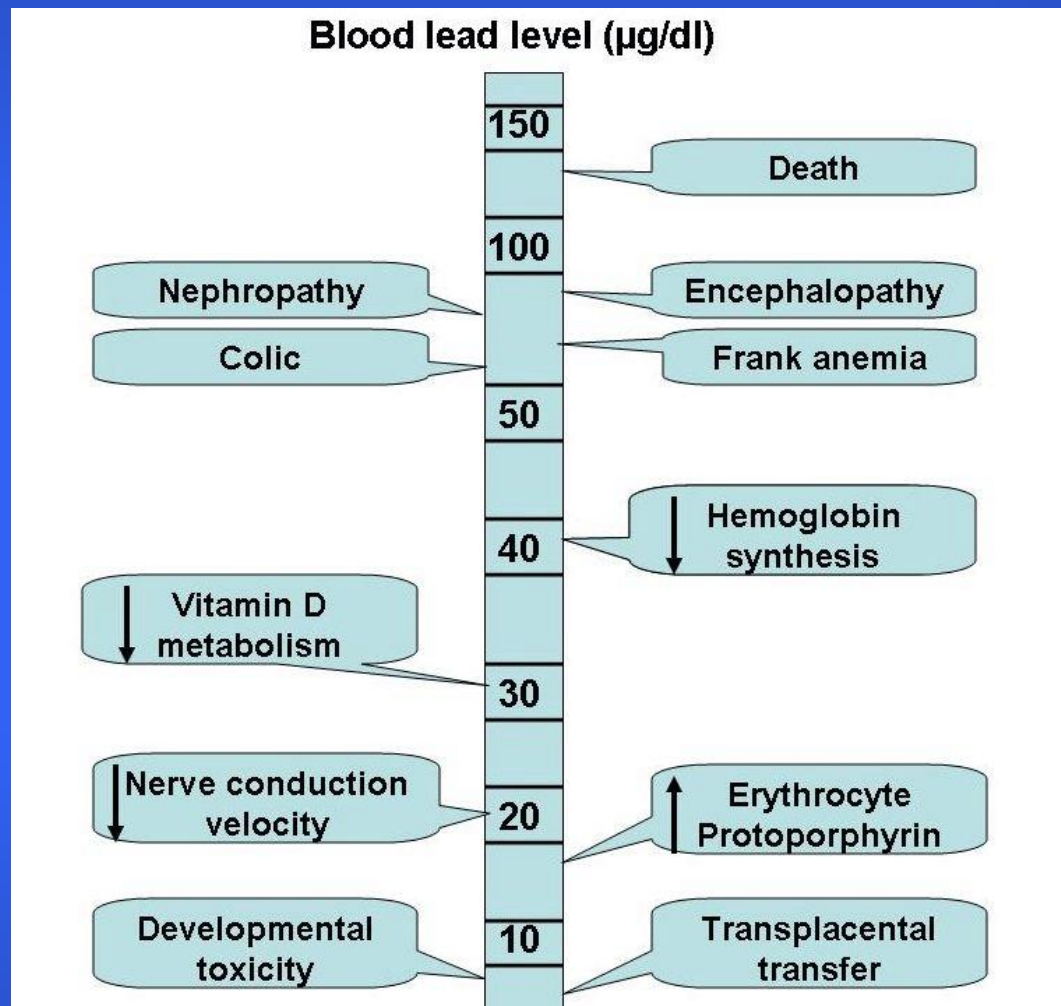 Blood lead level (µg/dl)
150
Death
100
Nephropathy
Encephalopathy
Colic
Frank anemia
50
Hemoglobin
synthesis
40
Vitamin D
metabolism
30
Nerve conduction
velocity
20
Erythrocyte
Protoporphyrin
Developmental
toxicity
10
Transplacental
transfer